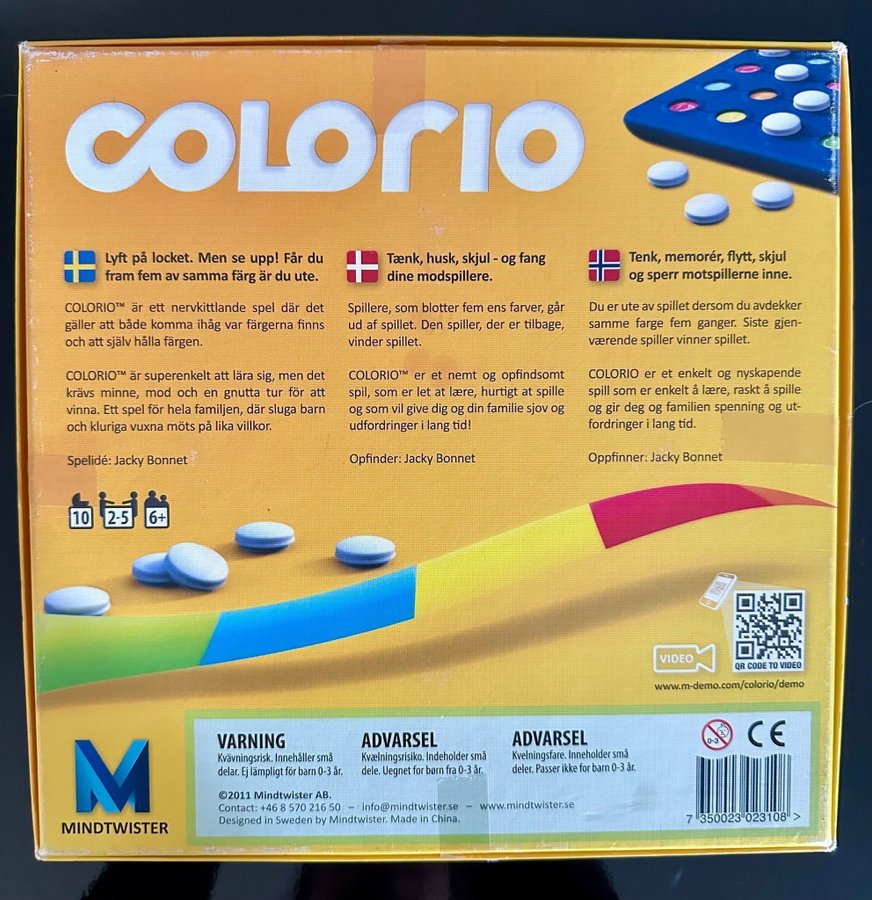 COLORIO
Lyft på locket. Men se upp! Får du
fram fem av samma färg är du ute.
COLORIO™ är ett nervkittlande spel där det
gäller att både komma ihåg var färgerna finns
och att själv hålla färgen.
COLORIO™ är superenkelt att lära sig, men det
krävs minne, mod och en gnutta tur för att
vinna. Ett spel för hela familjen, där sluga barn
och kluriga vuxna möts på lika villkor.
Spelidé: Jacky Bonnet
Tænk, husk, skjul - og fang
dine modspillere.
Spillere, som blotter fem ens farver, går
ud af spillet. Den spiller, der er tilbage,
vinder spillet.
COLORIO™ er et nemt og opfindsomt
spil, som er let at lære, hurtigt at spille
og som vil give dig og din familie sjov og
udfordringer i lang tid!
Opfinder: Jacky Bonnet
Tenk, memorér, flytt, skjul
og sperr motspillerne inne.
Du er ute av spillet dersom du avdekker
samme farge fem ganger. Siste gjen-
værende spiller vinner spillet.
COLORIO er et enkelt og nyskapende
spill som er enkelt å lære, raskt å spille
og gir deg og familien spenning og ut-
fordringer i lang tid.
Oppfinner: Jacky Bonnet
10 2-5 6+
VIDEO
QR CODE TO VIDEO
www.m-demo.com/colorio/demo
MINDTWISTER
VARNING
Kvävningsrisk. Innehåller små
delar. Ej lämpligt för barn 0-3 år.
ADVARSEL
Kvælningsrisiko. Indeholder små
dele. Uegnet for barn fra 0-3 år.
ADVARSEL
Kvelningsfare. Inneholder små
deler. Passer ikke for barn 0-3 år.
0-3
CE
©2011 Mindtwister AB.
Contact: +46 8 570 216 50 – info@mindtwister.se – www.mindtwister.se
Designed in Sweden by Mindtwister. Made in China.
7 350023 023108 >